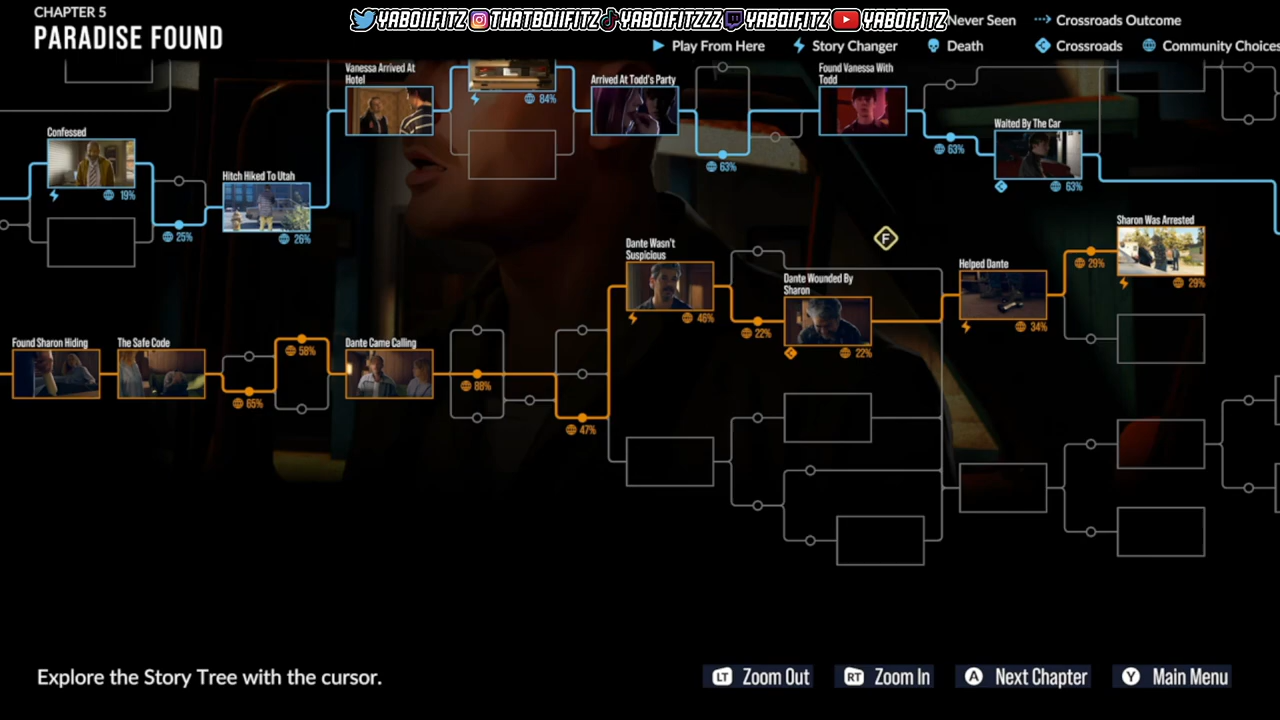 CHAPTER 5
PARADISE FOUND
YABOIIFITZ THATBOIIFITZ YABOIFITZZZ YABOIFITZ YABOIFITZ
Never Seen
Crossroads Outcome
Play From Here
Story Changer
Death
Crossroads
Community Choices
Vanessa Arrived At
Hotel
84%
Arrived At Todd's Party
63%
Found Vanessa With
Todd
63%
Waited By The Car
63%
Confessed
19%
25%
Hitch Hiked To Utah
26%
Sharon Was Arrested
29%
29%
Dante Wasn't
Suspicious
46%
22%
Dante Wounded By
Sharon
22%
F
Helped Dante
34%
Found Sharon Hiding
The Safe Code
65%
58%
Dante Came Calling
88%
47%
Explore the Story Tree with the cursor.
LT Zoom Out
RT Zoom In
A Next Chapter
Y Main Menu